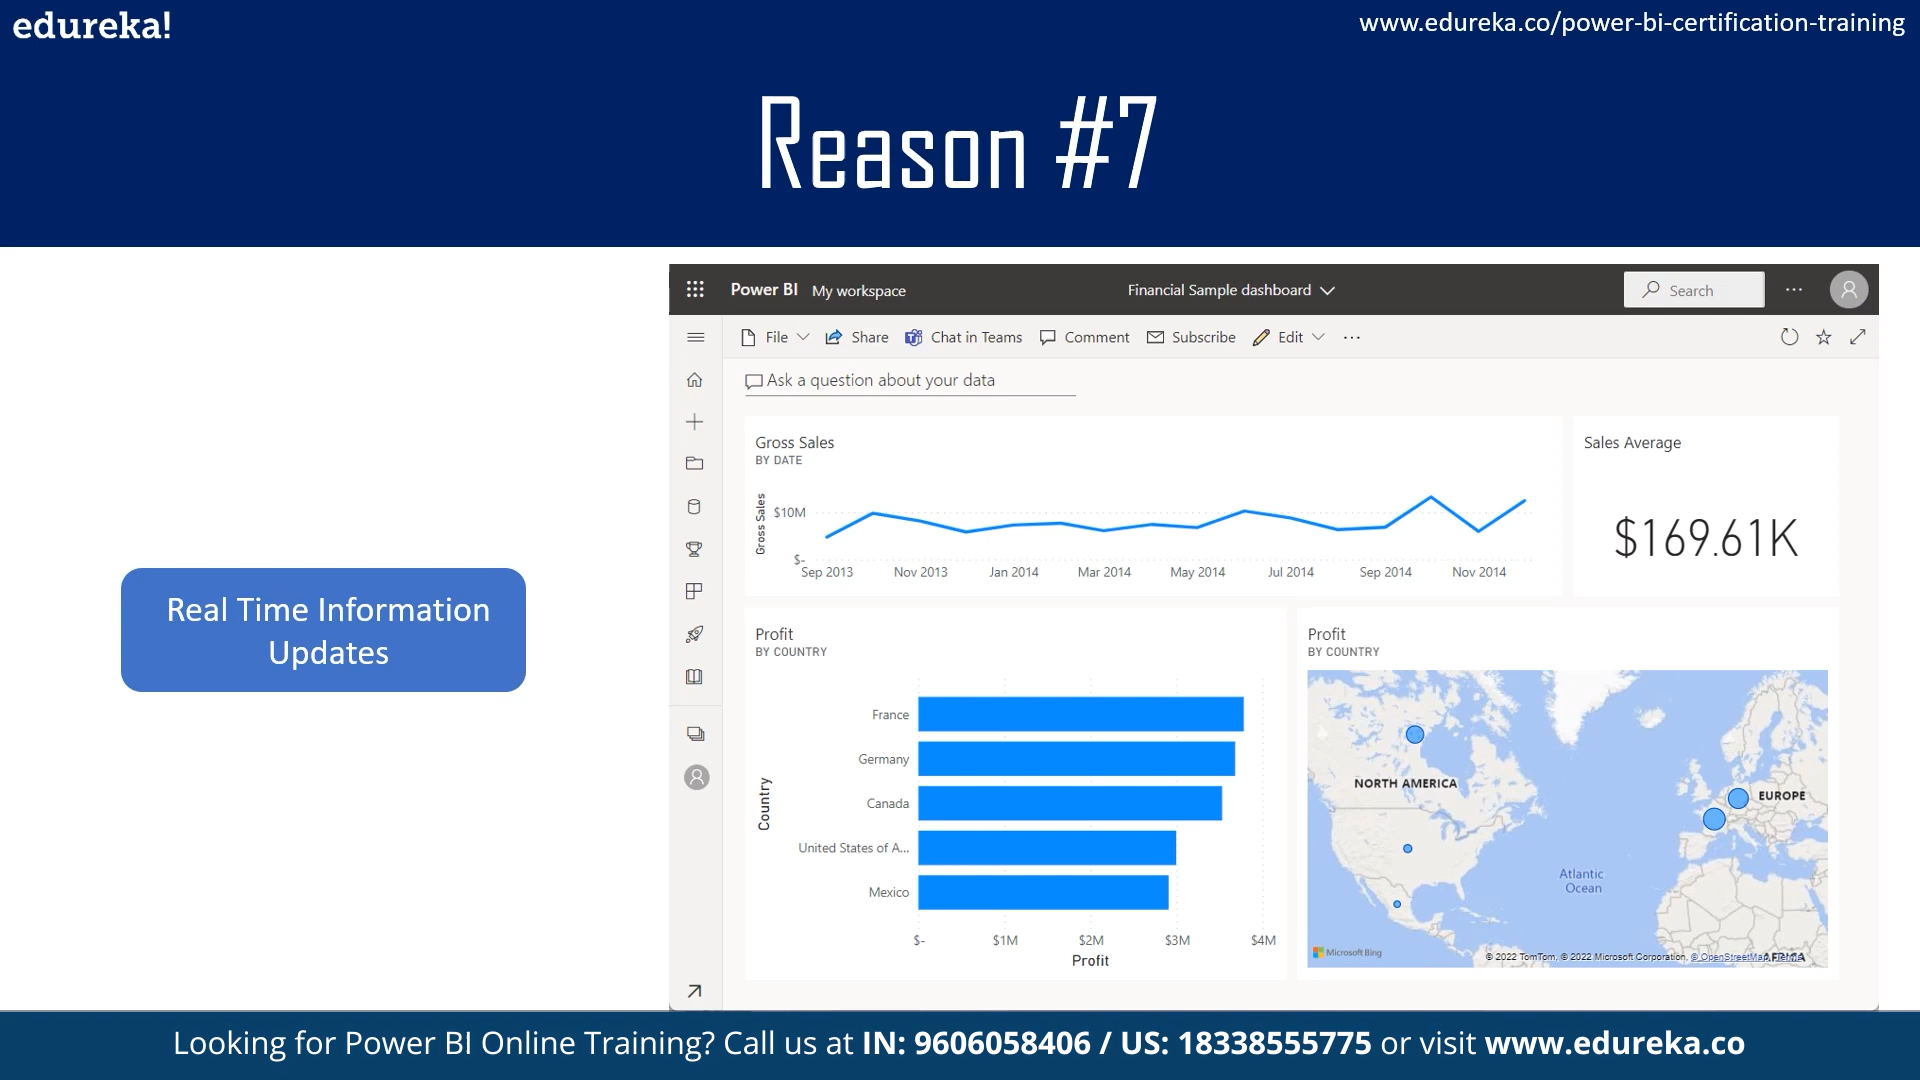 edureka!
www.edureka.co/power-bi-certification-training
Reason #7
Real Time Information
Updates
Power BI My workspace
Financial Sample dashboard
Search
File Share Chat in Teams Comment Subscribe Edit
Ask a question about your data
Gross Sales
BY DATE
Gross Sales
$10M
$-
Sep 2013 Nov 2013 Jan 2014 Mar 2014 May 2014 Jul 2014 Sep 2014 Nov 2014
Sales Average
$169.61K
Profit
BY COUNTRY
Country
France
Germany
Canada
United States of A...
Mexico
$- $1M $2M $3M $4M
Profit
Profit
BY COUNTRY
NORTH AMERICA
EUROPE
Atlantic
Ocean
AFRICA
Microsoft Bing
© 2022 TomTom, © 2022 Microsoft Corporation, © OpenStreetMap
Looking for Power BI Online Training? Call us at IN: 9606058406 / US: 18338555775 or visit www.edureka.co